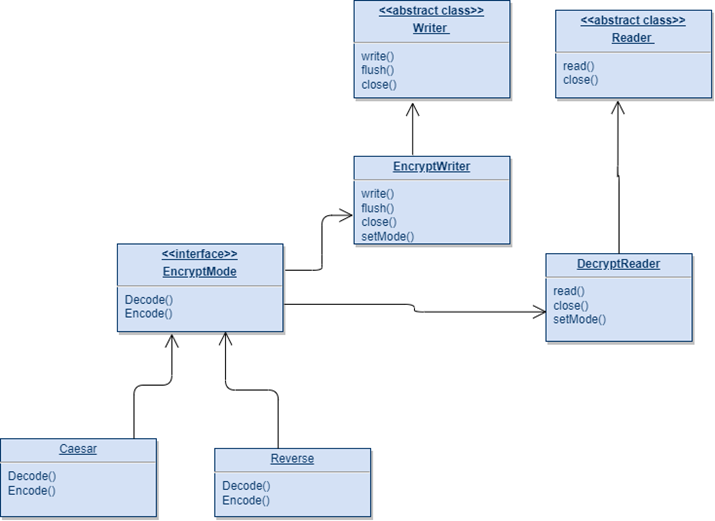 <<abstract class>>
Writer
write()
flush()
close()
<<abstract class>>
Reader
read()
close()
EncryptWriter
write()
flush()
close()
setMode()
<<interface>>
EncryptMode
Decode()
Encode()
DecryptReader
read()
close()
setMode()
Caesar
Decode()
Encode()
Reverse
Decode()
Encode()